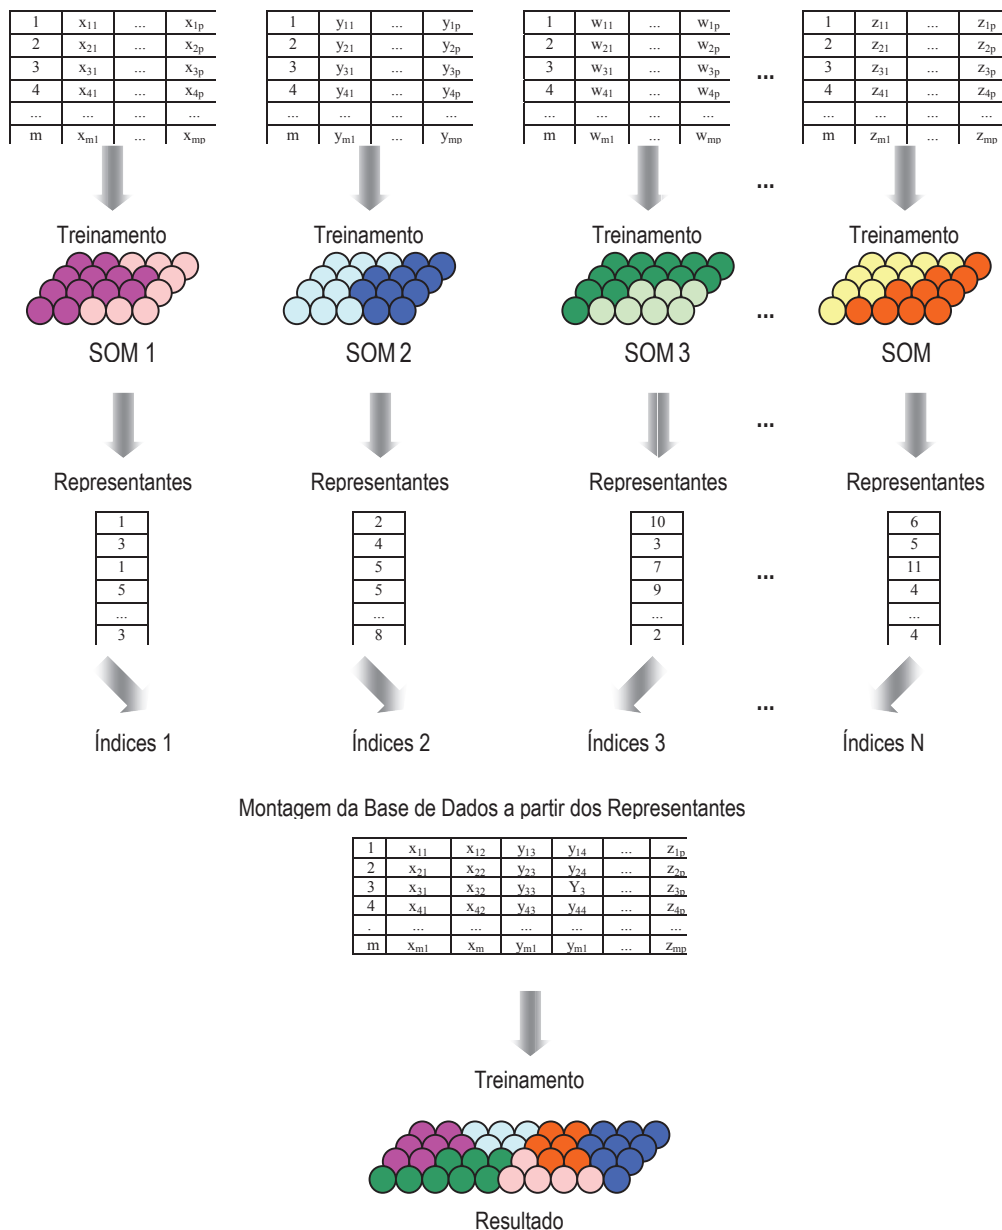 1 x11 ... x1p
2 x21 ... x2p
3 x31 ... x3p
4 x41 ... x4p
... ... ... ...
m xm1 ... xmp
1 y11 ... y1p
2 y21 ... y2p
3 y31 ... y3p
4 y41 ... y4p
... ... ... ...
m ym1 ... ymp
1 w11 ... w1p
2 w21 ... w2p
3 w31 ... w3p
4 w41 ... w4p
... ... ... ...
m wm1 ... wmp
...
1 z11 ... z1p
2 z21 ... z2p
3 z31 ... z3p
4 z41 ... z4p
... ... ... ...
m zm1 ... zmp
...
Treinamento Treinamento Treinamento Treinamento
...
SOM 1 SOM 2 SOM 3 SOM
...
Representantes Representantes Representantes Representantes
1
3
1
5
...
3
2
4
5
5
...
8
10
3
7
9
...
2
...
6
5
11
4
...
4
...
Índices 1 Índices 2 Índices 3 Índices N
Montagem da Base de Dados a partir dos Representantes
1 x11 x12 y13 y14 ... z1p
2 x21 x22 y23 y24 ... z2p
3 x31 x32 y33 Y3 ... z3p
4 x41 x42 y43 y44 ... z4p
. ... ... ... ... ... ...
m xm1 xm ym1 ym1 ... zmp
Treinamento
Resultado